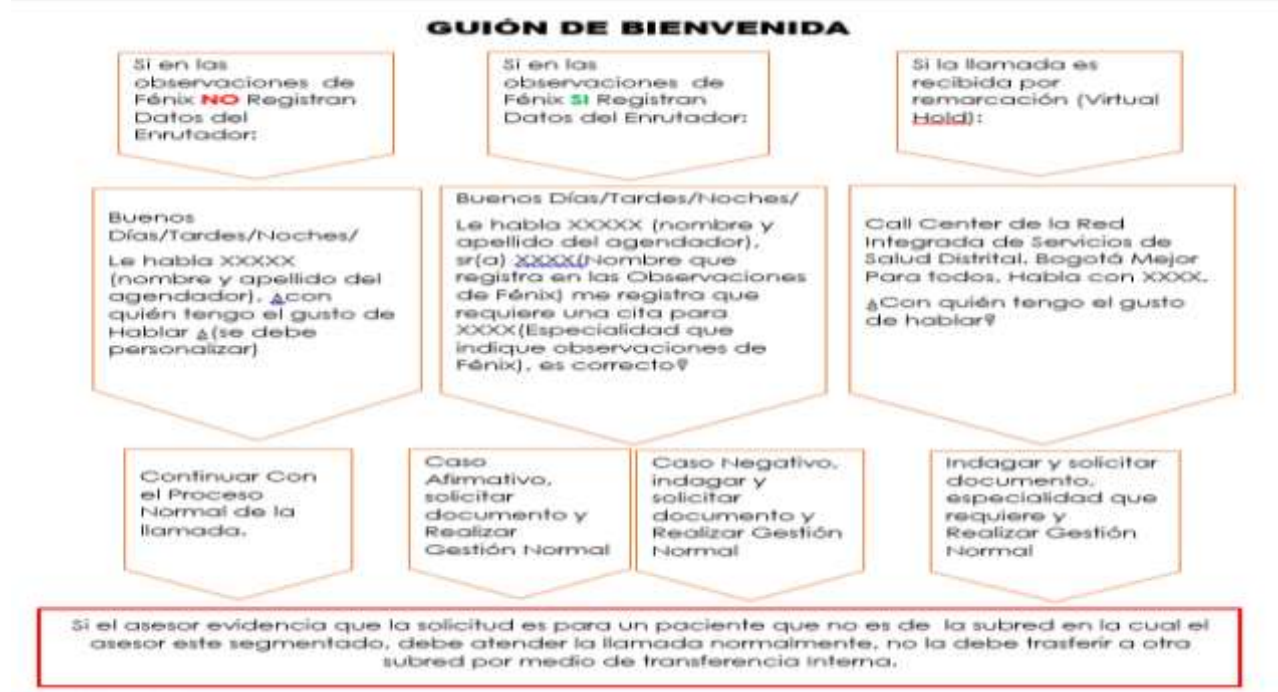 GUIÓN DE BIENVENIDA
Si en las
observaciones de
Fénix NO Registran
Datos del
Enrutador:
Si en las
observaciones de
Fénix SI Registran
Datos del Enrutador:
Si la llamada es
recibida por
remarcación (Virtual
Hold):
Buenos
Días/Tardes/Noches/
Le habla XXXXX
(nombre y apellido del
agendador), ¿con
quién tengo el gusto de
Hablar ¿(se debe
personalizar)
Buenos Días/Tardes/Noches/
Le habla XXXXX (nombre y
apellido del agendador),
sr(a) XXXX(Nombre que
registra en las Observaciones
de Fénix) me registra que
requiere una cita para
XXXX(Especialidad que
indique observaciones de
Fénix), es correcto?
Call Center de la Red
Integrada de Servicios de
Salud Distrital, Bogotá Mejor
Para todos, Habla con XXXX,
¿Con quién tengo el gusto
de hablar?
Continuar Con
el Proceso
Normal de la
llamada.
Caso
Afirmativo,
solicitar
documento y
Realizar
Gestión Normal
Caso Negativo,
indagar y
solicitar
documento y
Realizar Gestión
Normal
Indagar y solicitar
documento,
especialidad que
requiere y
Realizar Gestión
Normal
Si el asesor evidencia que la solicitud es para un paciente que no es de la subred en la cual el
asesor este segmentado, debe atender la llamada normalmente, no la debe trasferir a otra
subred por medio de transferencia Interna.